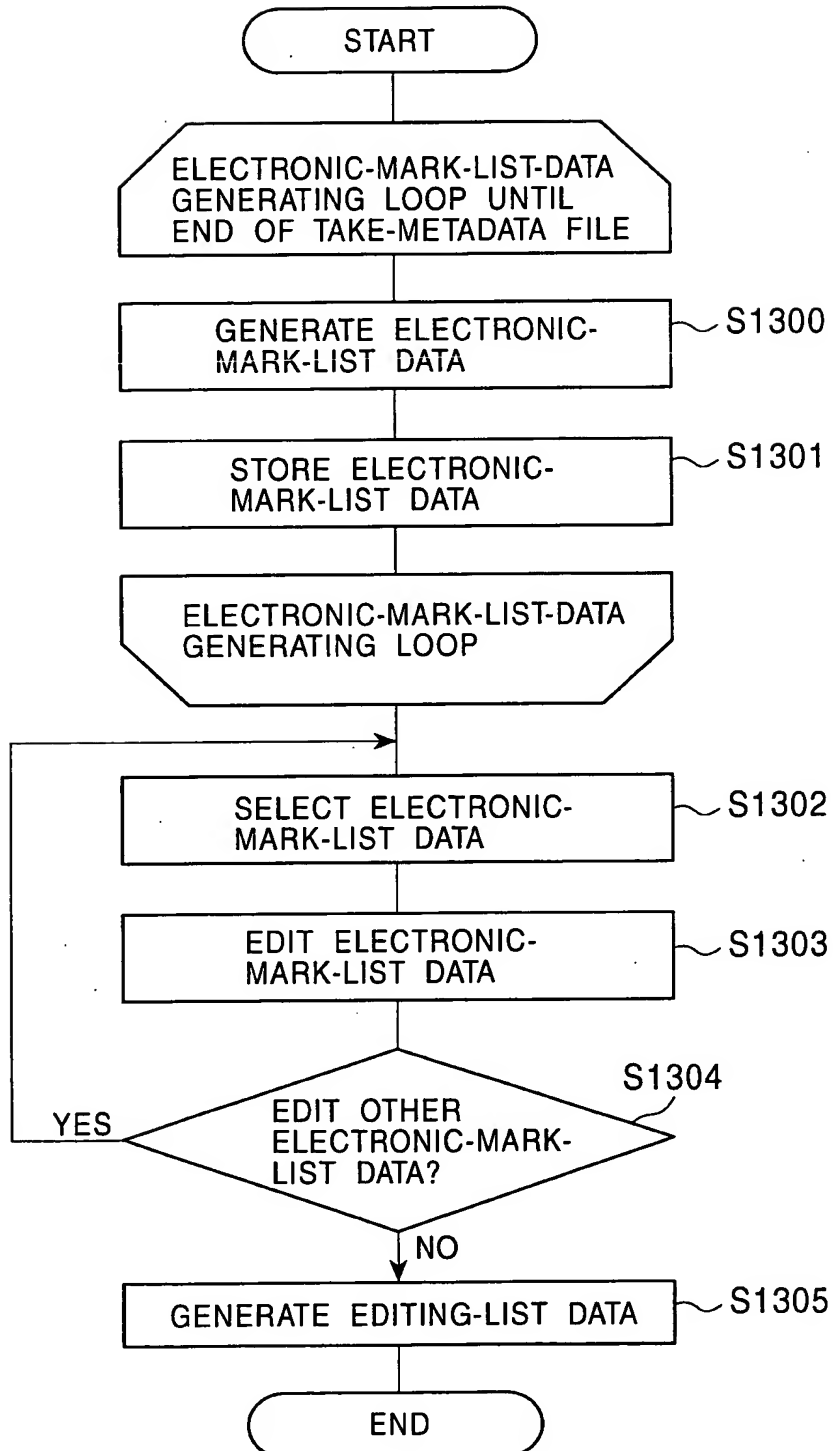 START
ELECTRONIC-MARK-LIST-DATA
GENERATING LOOP UNTIL
END OF TAKE-METADATA FILE
GENERATE ELECTRONIC-
MARK-LIST DATA
S1300
STORE ELECTRONIC-
MARK-LIST DATA
S1301
ELECTRONIC-MARK-LIST-DATA
GENERATING LOOP
SELECT ELECTRONIC-
MARK-LIST DATA
S1302
EDIT ELECTRONIC-
MARK-LIST DATA
S1303
S1304
EDIT OTHER
ELECTRONIC-MARK-
LIST DATA?
YES
NO
GENERATE EDITING-LIST DATA
S1305
END